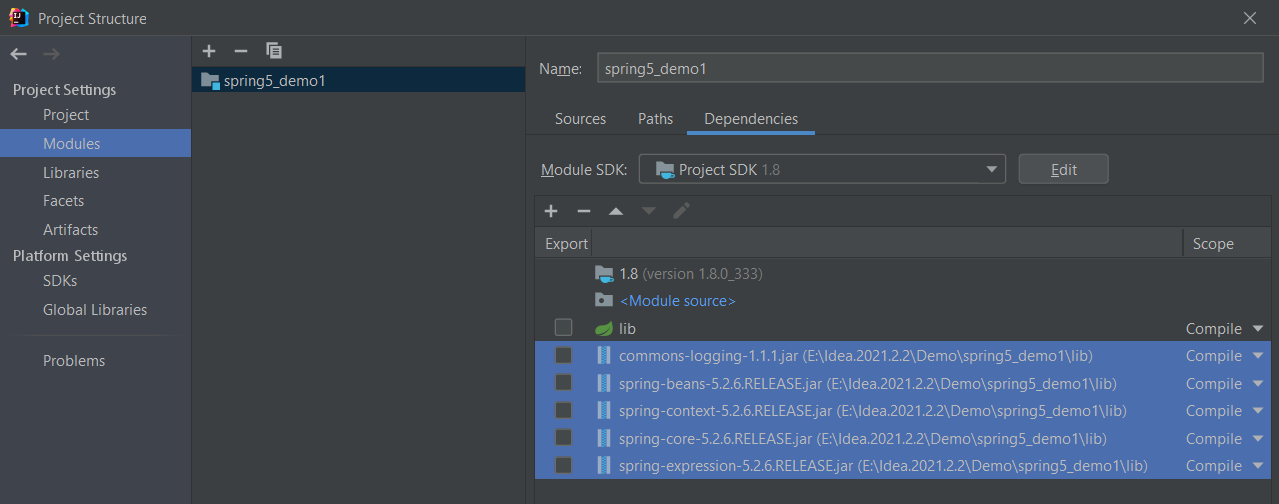 Project Structure
Project Settings
Project
Modules
Libraries
Facets
Artifacts
Platform Settings
SDKs
Global Libraries
Problems
spring5_demo1
Name: spring5_demo1
Sources Paths Dependencies
Module SDK: Project SDK 1.8 Edit
Export Scope
1.8 (version 1.8.0_333)
<Module source>
lib Compile
commons-logging-1.1.1.jar (E:\Idea.2021.2.2\Demo\spring5_demo1\lib) Compile
spring-beans-5.2.6.RELEASE.jar (E:\Idea.2021.2.2\Demo\spring5_demo1\lib) Compile
spring-context-5.2.6.RELEASE.jar (E:\Idea.2021.2.2\Demo\spring5_demo1\lib) Compile
spring-core-5.2.6.RELEASE.jar (E:\Idea.2021.2.2\Demo\spring5_demo1\lib) Compile
spring-expression-5.2.6.RELEASE.jar (E:\Idea.2021.2.2\Demo\spring5_demo1\lib) Compile